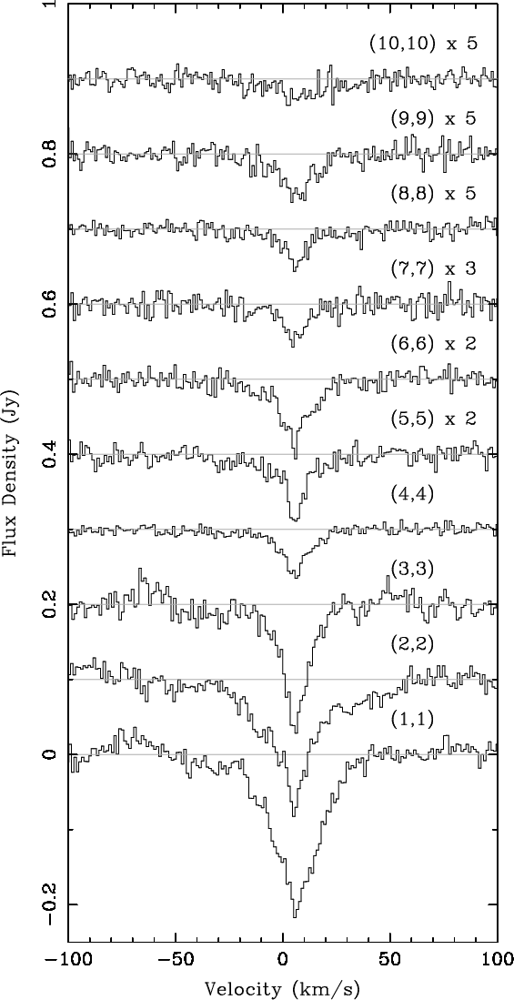 1
(10,10) x 5
(9,9) x 5
0.8
(8,8) x 5
(7,7) x 3
0.6
(6,6) x 2
(5,5) x 2
0.4
(4,4)
(3,3)
0.2
(2,2)
(1,1)
0
−0.2
−100
−50
0
50
100
Flux Density (Jy)
Velocity (km/s)